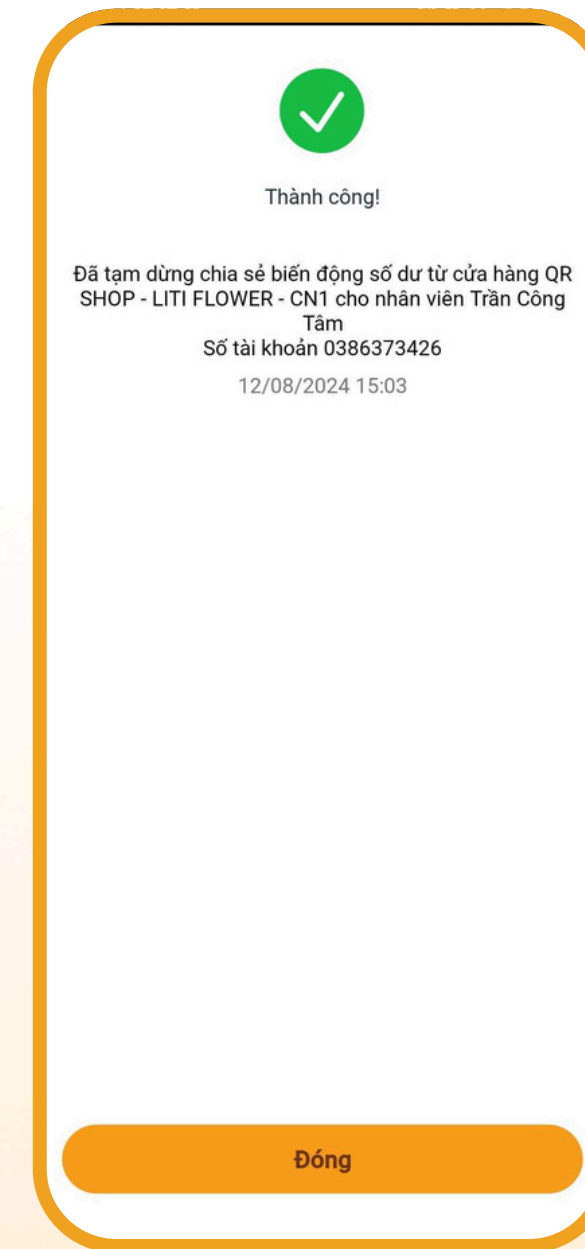 Thành công!
Đã tạm dừng chia sẻ biến động số dư từ cửa hàng QR
SHOP - LITI FLOWER - CN1 cho nhân viên Trần Công
Tâm
Số tài khoản 0386373426
12/08/2024 15:03
Đóng